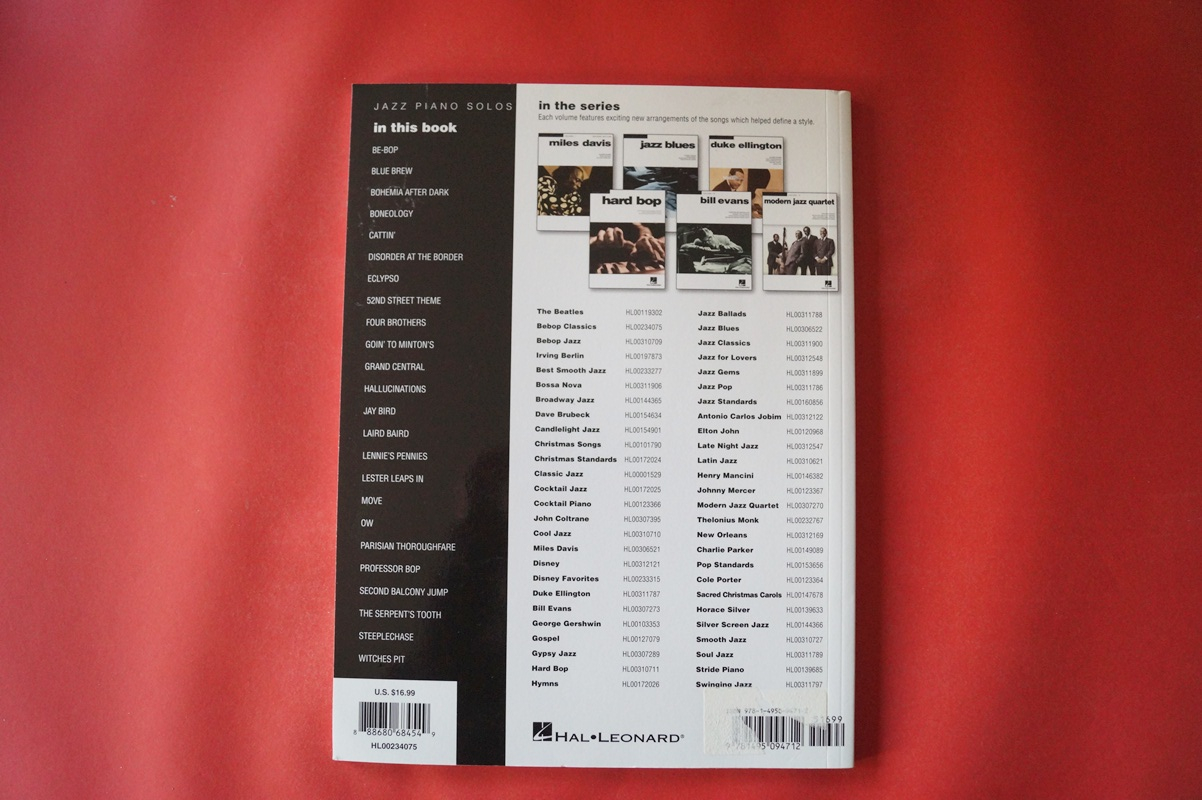 JAZZ PIANO SOLOS
in this book
BE-BOP
BLUE BREW
BOHEMIA AFTER DARK
BONEOLOGY
CATTIN'
DISORDER AT THE BORDER
ECLYPSO
52ND STREET THEME
FOUR BROTHERS
GOIN' TO MINTON'S
GRAND CENTRAL
HALLUCINATIONS
JAY BIRD
LAIRD BAIRD
LENNIE'S PENNIES
LESTER LEAPS IN
MOVE
OW
PARISIAN THOROUGHFARE
PROFESSOR BOP
SECOND BALCONY JUMP
THE SERPENT'S TOOTH
STEEPLECHASE
WITCHES PIT
U.S. $16.99
8 88680 68454 9
HL00234075
in the series
Each volume features exciting new arrangements of the songs which helped define a style.
miles davis
jazz blues
duke ellington
hard bop
bill evans
modern jazz quartet
The Beatles HL00119302
Bebop Classics HL00234075
Bebop Jazz HL00310709
Irving Berlin HL00197873
Best Smooth Jazz HL00233277
Bossa Nova HL00311906
Broadway Jazz HL00144365
Dave Brubeck HL00154634
Candlelight Jazz HL00154901
Christmas Songs HL00101790
Christmas Standards HL00172024
Classic Jazz HL00001529
Cocktail Jazz HL00172025
Cocktail Piano HL00123366
John Coltrane HL00307395
Cool Jazz HL00310710
Miles Davis HL00306521
Disney HL00312121
Disney Favorites HL00233315
Duke Ellington HL00311787
Bill Evans HL00307273
George Gershwin HL00103353
Gospel HL00127079
Gypsy Jazz HL00307289
Hard Bop HL00310711
Hymns HL00172026
Jazz Ballads HL00311788
Jazz Blues HL00306522
Jazz Classics HL00311900
Jazz for Lovers HL00312548
Jazz Gems HL00311899
Jazz Pop HL00311786
Jazz Standards HL00160856
Antonio Carlos Jobim HL00312122
Elton John HL00120968
Late Night Jazz HL00312547
Latin Jazz HL00310621
Henry Mancini HL00146382
Johnny Mercer HL00123367
Modern Jazz Quartet HL00307270
Thelonius Monk HL00232767
New Orleans HL00312169
Charlie Parker HL00149089
Pop Standards HL00153656
Cole Porter HL00123364
Sacred Christmas Carols HL00147678
Horace Silver HL00139633
Silver Screen Jazz HL00144366
Smooth Jazz HL00310727
Soul Jazz HL00311789
Stride Piano HL00139685
Swinging Jazz HL00311797
HAL•LEONARD®
9 781495 094712